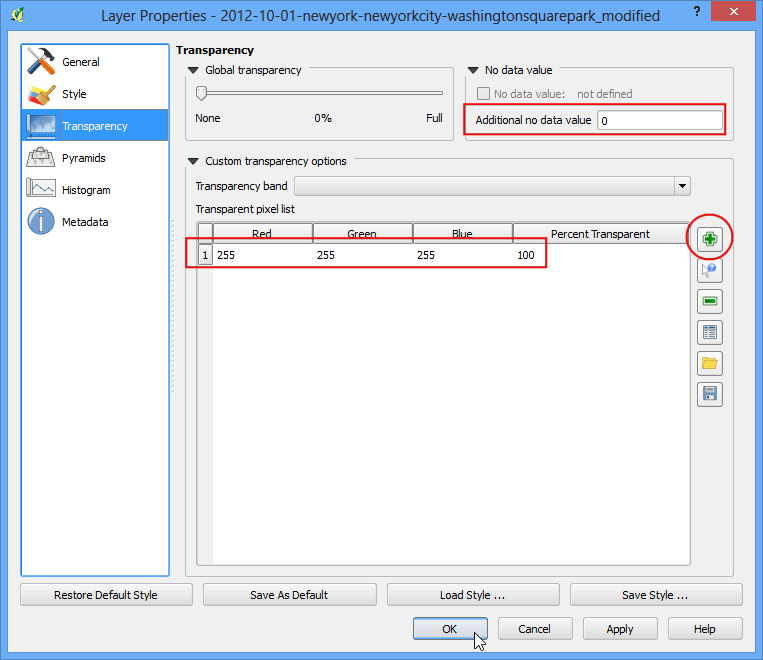 Layer Properties - 2012-10-01-newyork-newyorkcity-washingtonsquarepark_modified
?
General
Style
Transparency
Pyramids
Histogram
Metadata
Transparency
Global transparency
None 0% Full
No data value
No data value: not defined
Additional no data value 0
Custom transparency options
Transparency band
Transparent pixel list
Red Green Blue Percent Transparent
1 255 255 255 100
Restore Default Style Save As Default Load Style ... Save Style ...
OK Cancel Apply Help